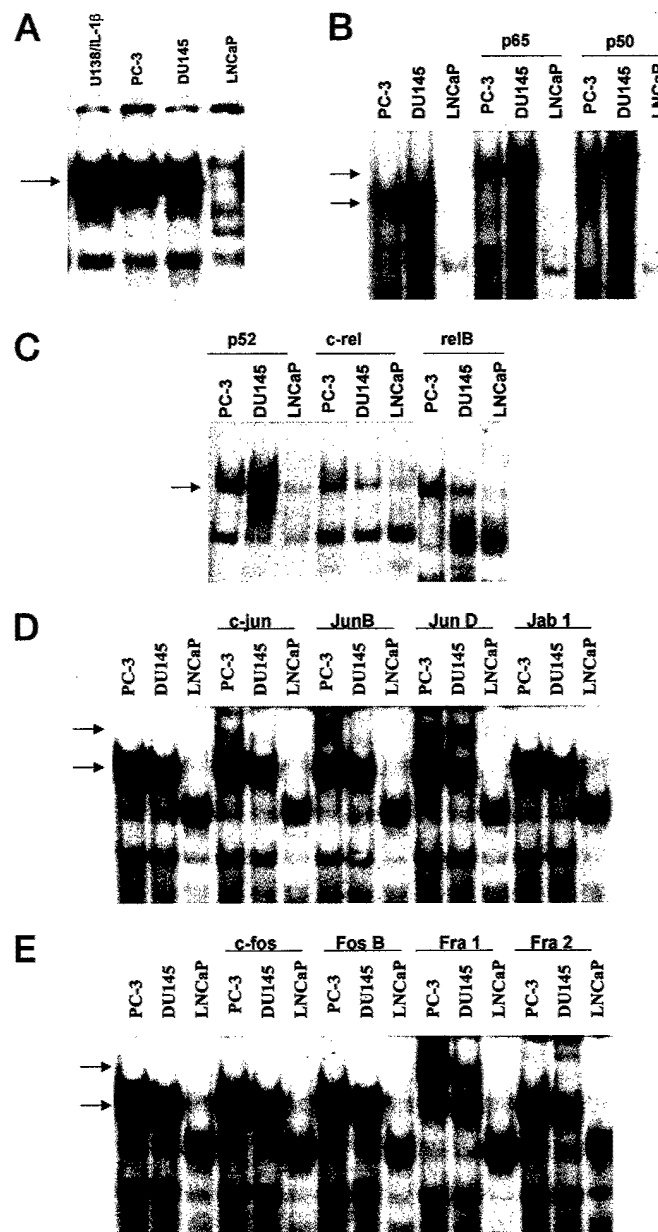 A
U138/IL-1β PC-3 DU145 LNCaP
B
p65 p50
PC-3 DU145 LNCaP PC-3 DU145 LNCaP PC-3 DU145 LNCaP
C
p52 c-rel relB
PC-3 DU145 LNCaP PC-3 DU145 LNCaP PC-3 DU145 LNCaP
D
c-jun JunB Jun D Jab 1
PC-3 DU145 LNCaP PC-3 DU145 LNCaP PC-3 DU145 LNCaP PC-3 DU145 LNCaP PC-3 DU145 LNCaP
E
c-fos Fos B Fra 1 Fra 2
PC-3 DU145 LNCaP PC-3 DU145 LNCaP PC-3 DU145 LNCaP PC-3 DU145 LNCaP PC-3 DU145 LNCaP